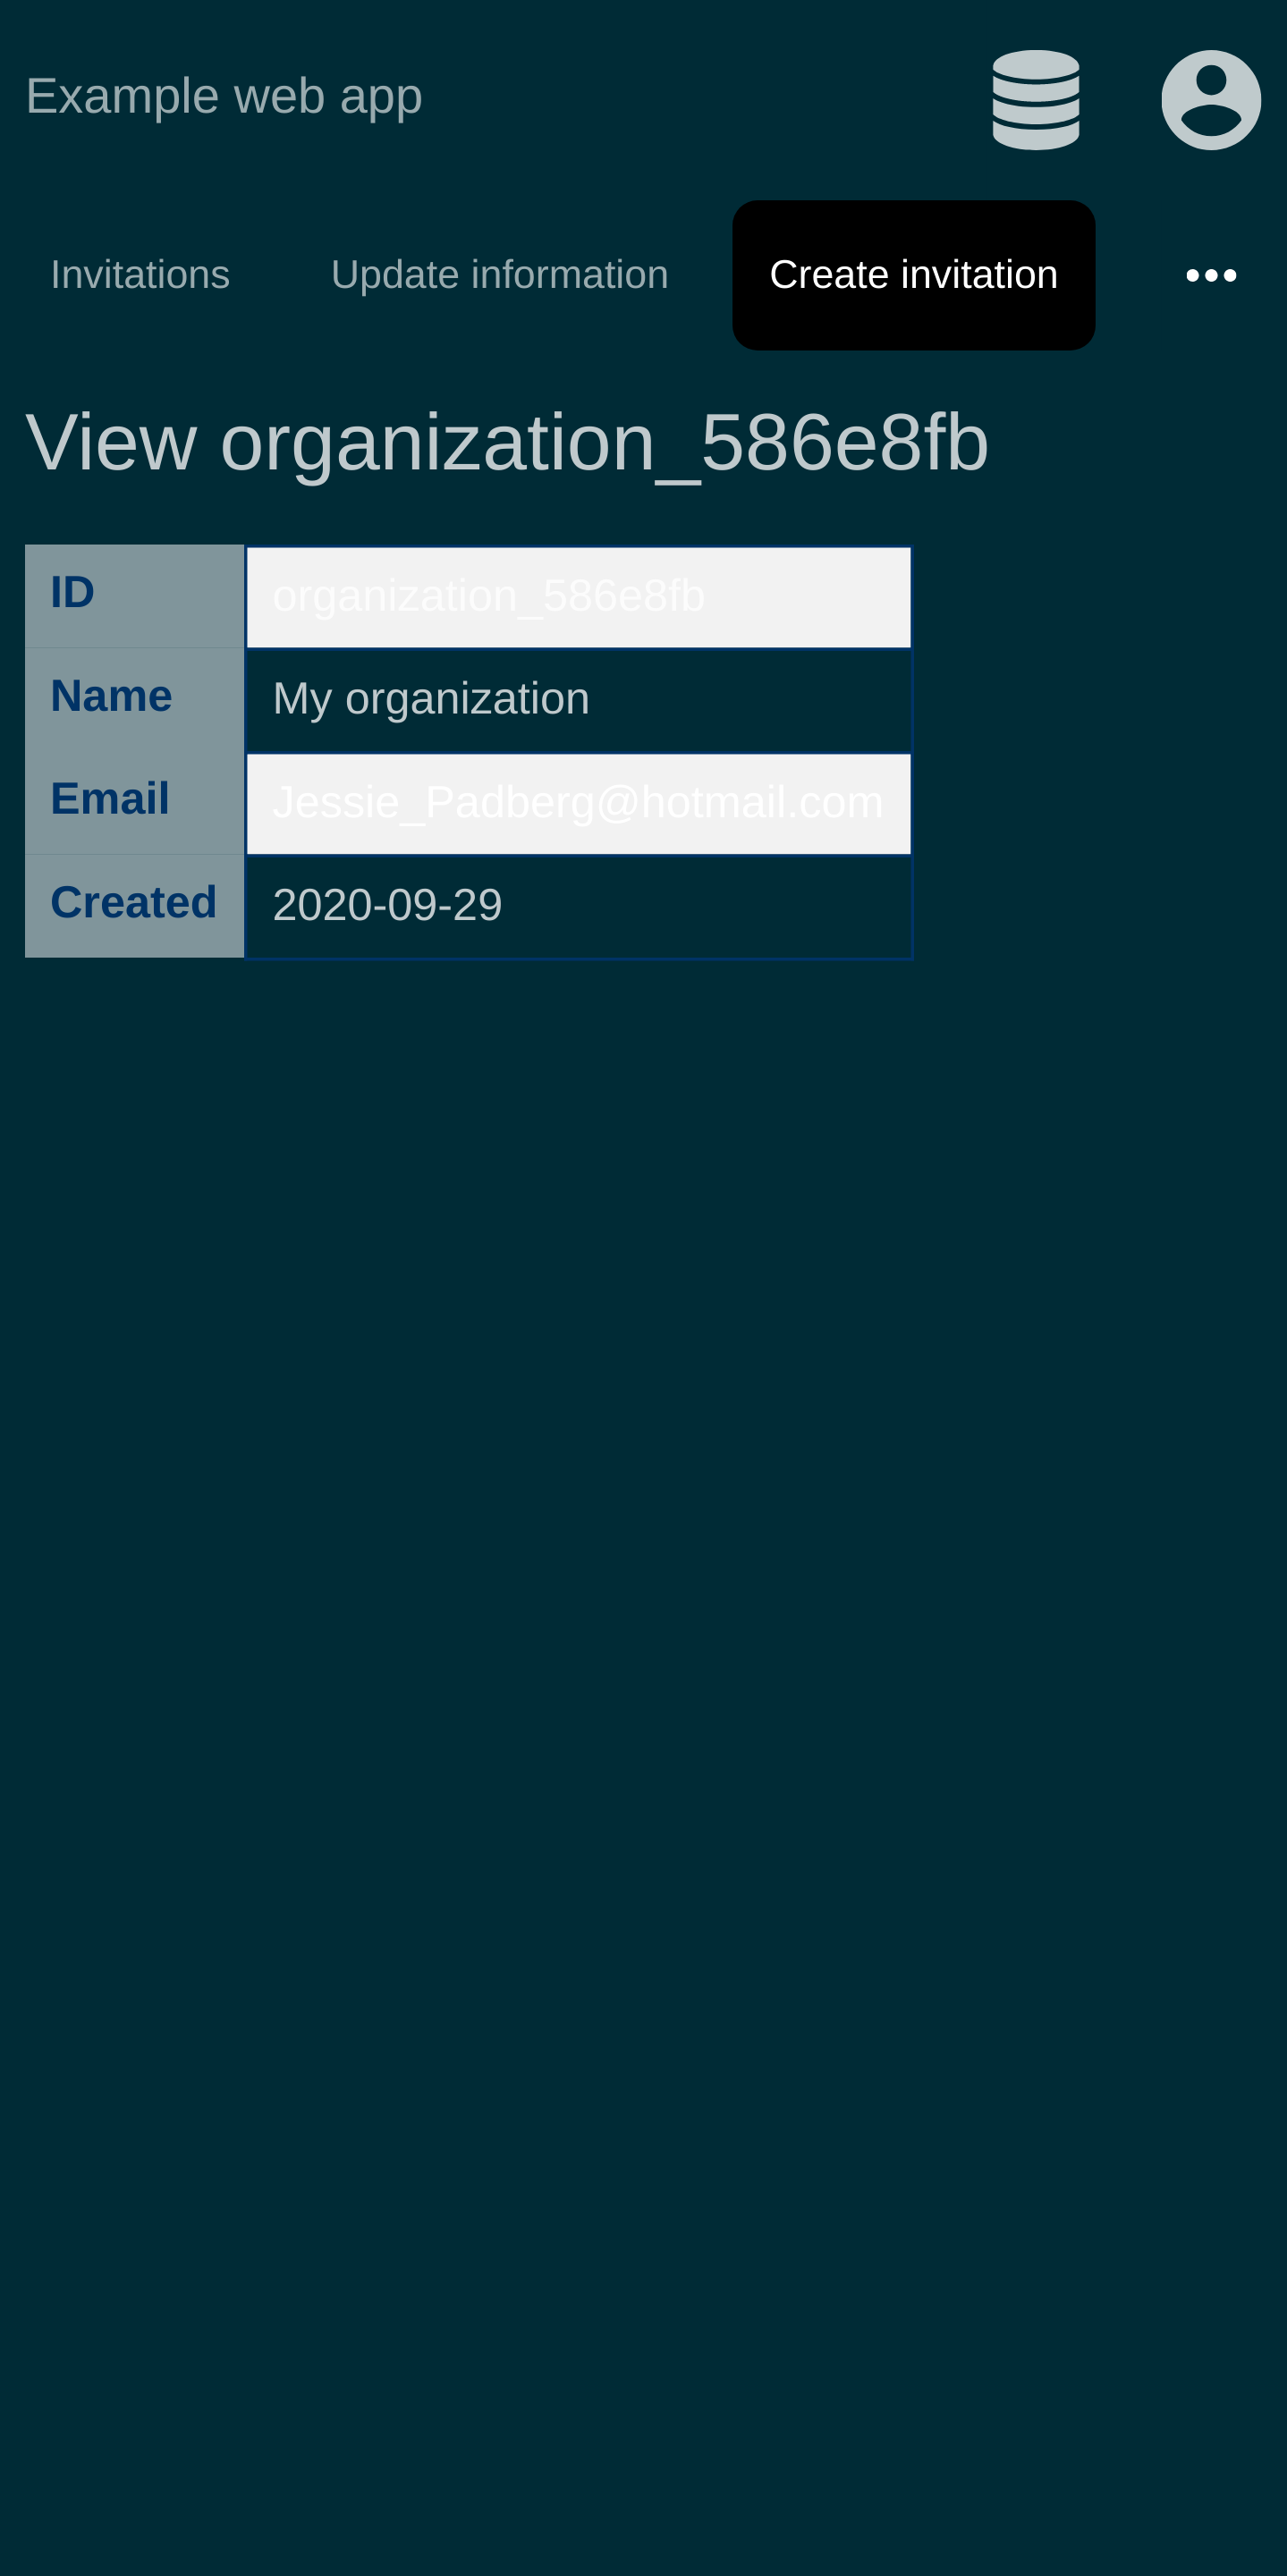 Example web app
Invitations Update information Create invitation
View organization_586e8fb
ID organization_586e8fb
Name My organization
Email Jessie_Padberg@hotmail.com
Created 2020-09-29